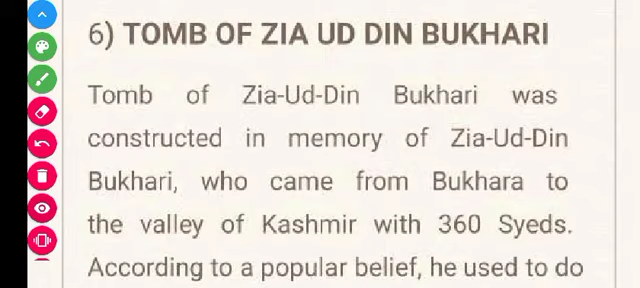 6) TOMB OF ZIA UD DIN BUKHARI
Tomb of Zia-Ud-Din Bukhari was
constructed in memory of Zia-Ud-Din
Bukhari, who came from Bukhara to
the valley of Kashmir with 360 Syeds.
According to a popular belief, he used to do